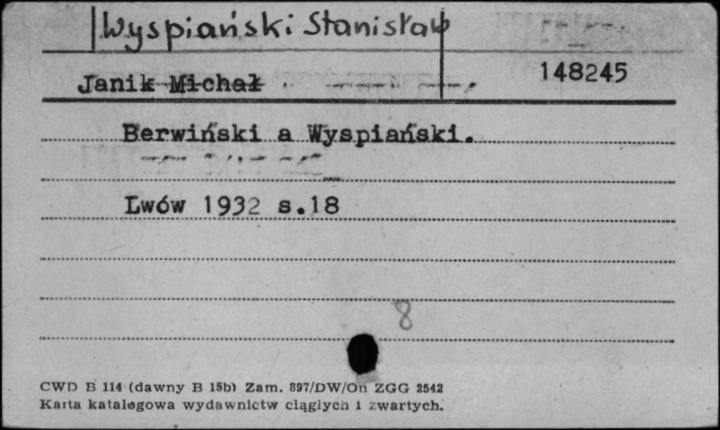 Wyspiański Stanisław
Janik Michał
148245
Berwiński a Wyspiański.
Lwów 1932 s.18
8
CWD B 114 (dawny B 15b) Zam. 897/DW/On ZGG 2542
Karta katalogowa wydawnictw ciągłych i zwartych.